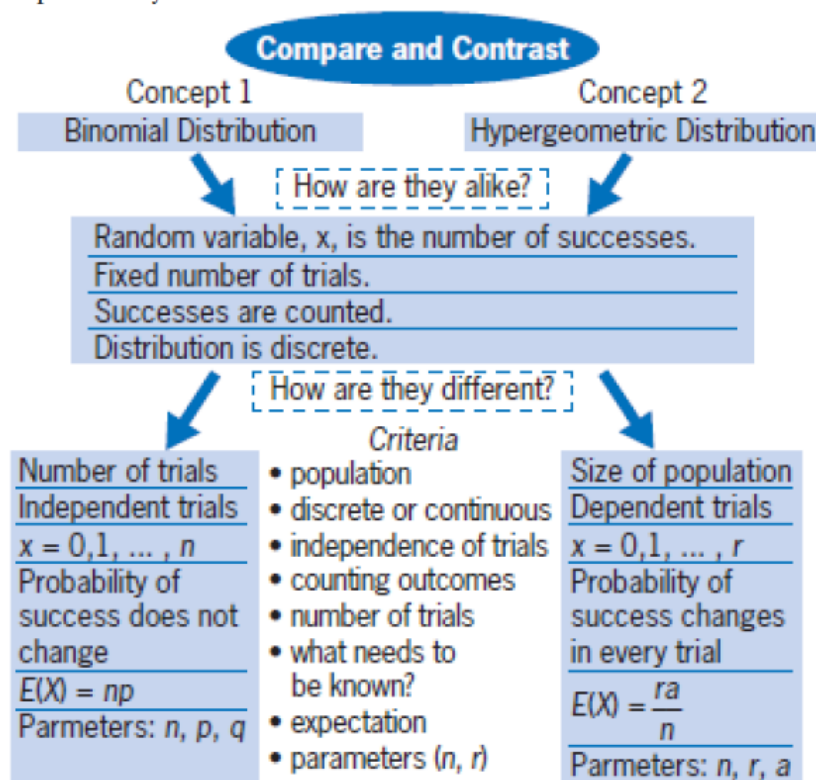 Compare and Contrast
Concept 1
Binomial Distribution
Concept 2
Hypergeometric Distribution
How are they alike?
Random variable, x, is the number of successes.
Fixed number of trials.
Successes are counted.
Distribution is discrete.
How are they different?
Number of trials
Independent trials
x = 0,1, ... , n
Probability of
success does not
change
E(X) = np
Parmeters: n, p, q
Criteria
• population
• discrete or continuous
• independence of trials
• counting outcomes
• number of trials
• what needs to
be known?
• expectation
• parameters (n, r)
Size of population
Dependent trials
x = 0,1, ... , r
Probability of
success changes
in every trial
E(X) = ra/n
Parmeters: n, r, a